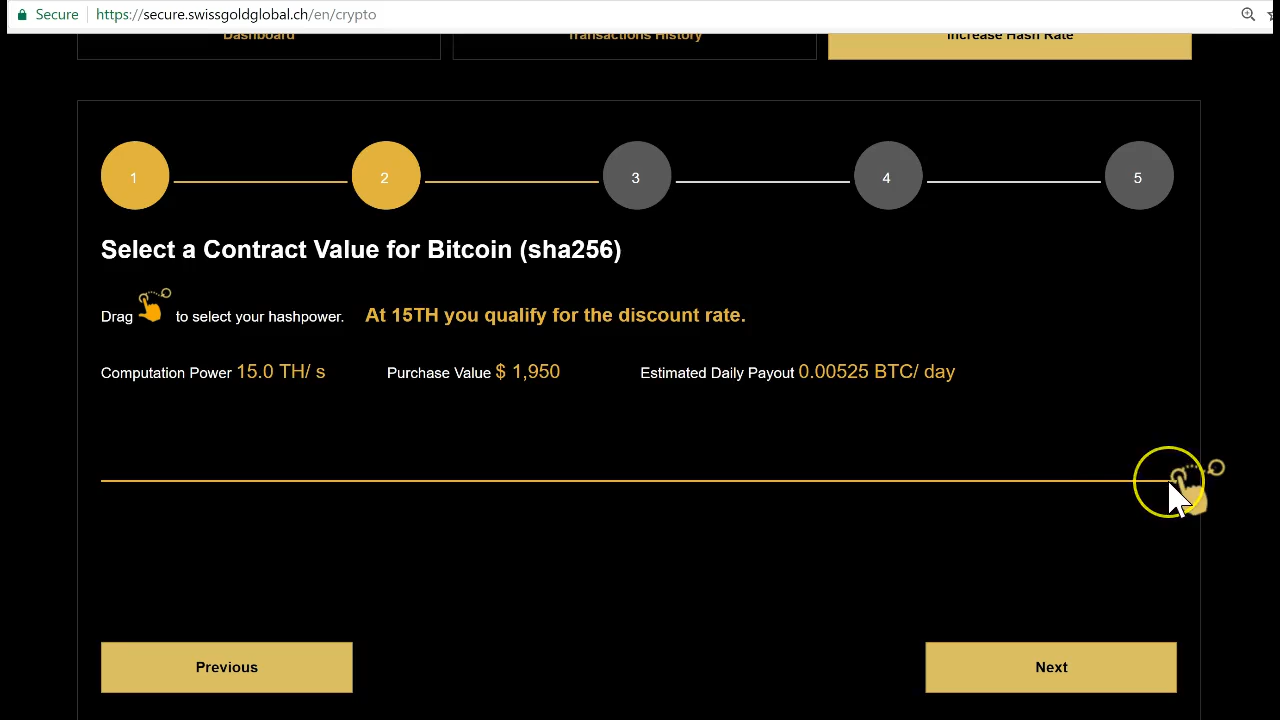 Secure https://secure.swissgoldglobal.ch/en/crypto
Dashboard Transactions History Increase Hash Rate
1 2 3 4 5
Select a Contract Value for Bitcoin (sha256)
Drag to select your hashpower. At 15TH you qualify for the discount rate.
Computation Power 15.0 TH/ s Purchase Value $ 1,950 Estimated Daily Payout 0.00525 BTC/ day
Previous Next